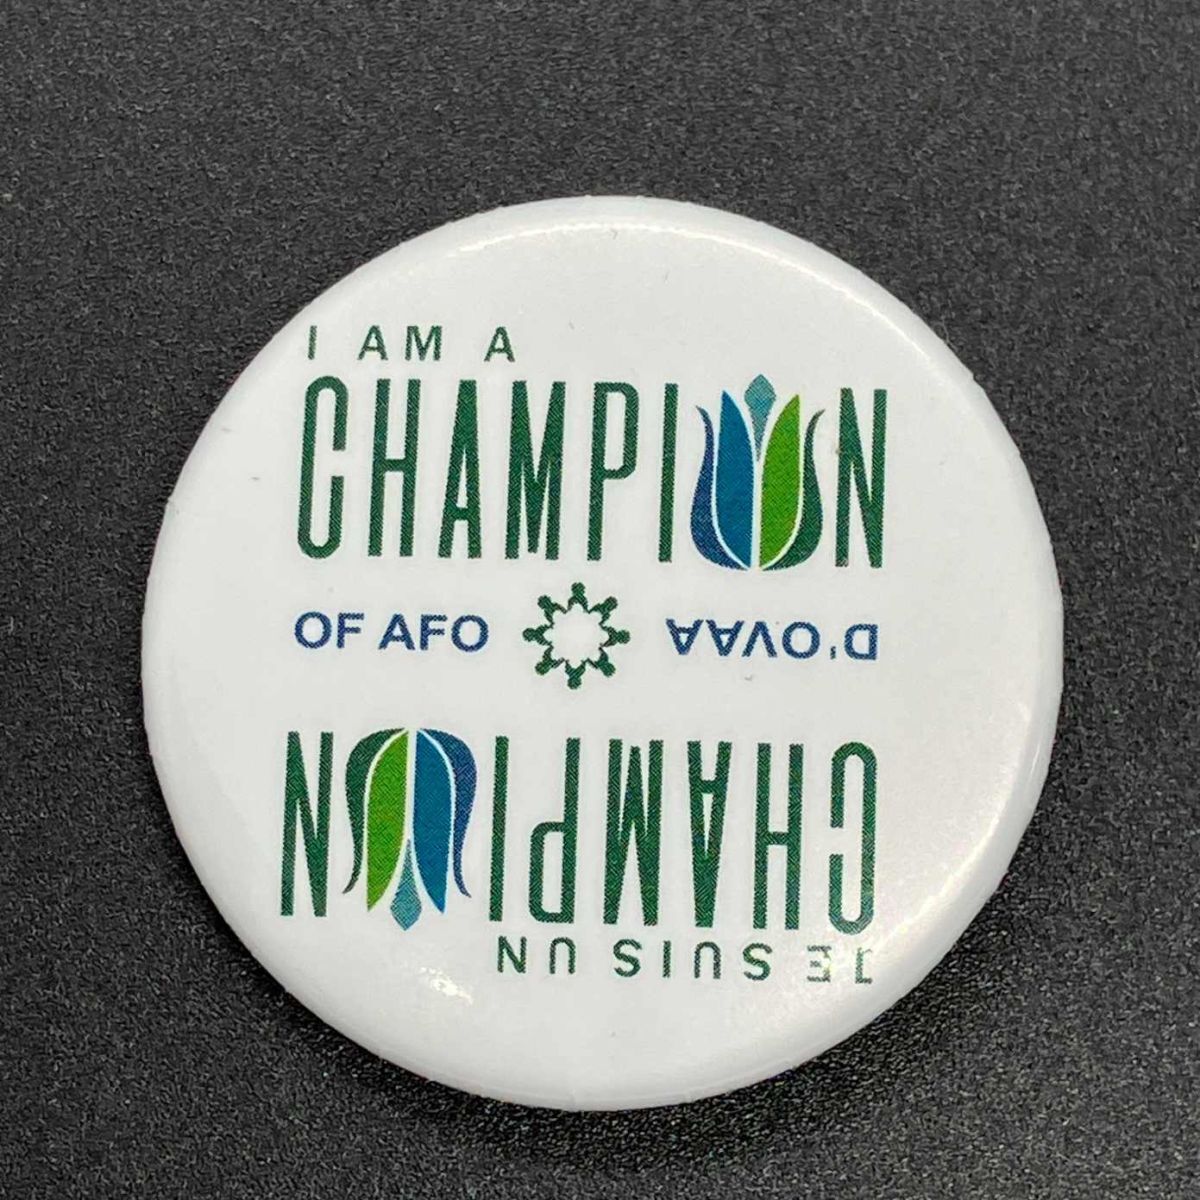 I AM A
CHAMPION
OF AFO
JE SUIS UN
CHAMPION
D'OVAA